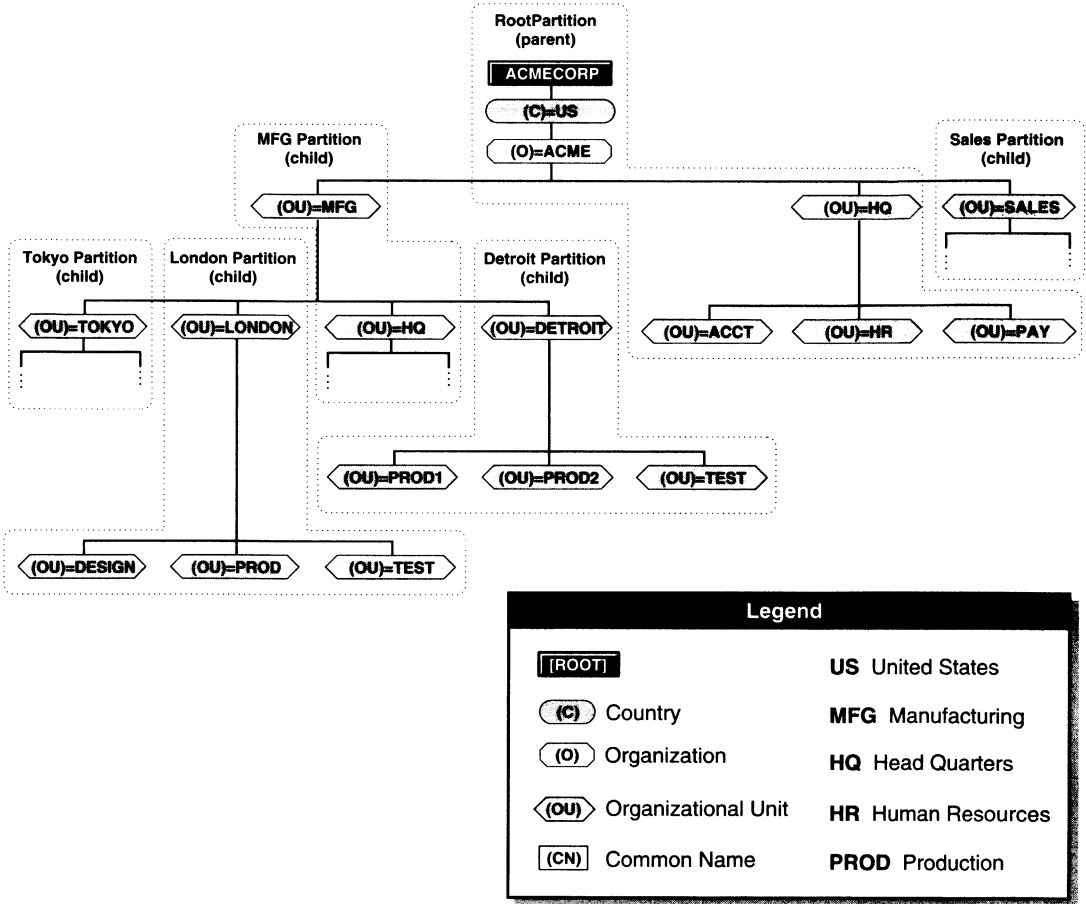 RootPartition
(parent)
ACMECORP
(C)=US
(O)=ACME
MFG Partition
(child)
Sales Partition
(child)
(OU)=MFG
(OU)=HQ
(OU)=SALES
Tokyo Partition
(child)
London Partition
(child)
Detroit Partition
(child)
(OU)=TOKYO
(OU)=LONDON
(OU)=HQ
(OU)=DETROIT
(OU)=ACCT
(OU)=HR
(OU)=PAY
(OU)=PROD1
(OU)=PROD2
(OU)=TEST
(OU)=DESIGN
(OU)=PROD
(OU)=TEST
Legend
[ROOT]
(C) Country
(O) Organization
(OU) Organizational Unit
(CN) Common Name
US United States
MFG Manufacturing
HQ Head Quarters
HR Human Resources
PROD Production